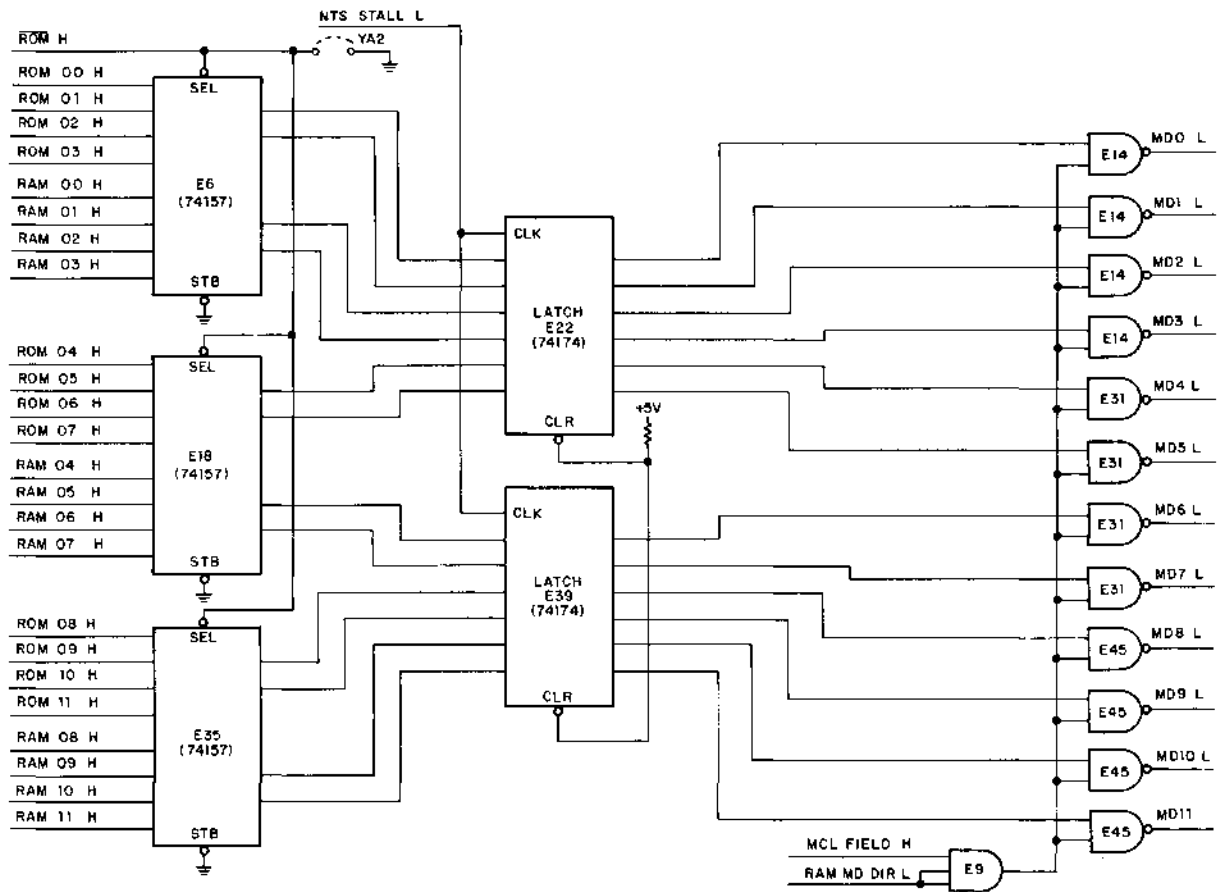 NTS STALL L
ROM H
YA2
ROM 00 H
ROM 01 H
ROM 02 H
ROM 03 H
RAM 00 H
RAM 01 H
RAM 02 H
RAM 03 H
SEL
E6
(74157)
STB
ROM 04 H
ROM 05 H
ROM 06 H
ROM 07 H
RAM 04 H
RAM 05 H
RAM 06 H
RAM 07 H
SEL
E18
(74157)
STB
ROM 08 H
ROM 09 H
ROM 10 H
ROM 11 H
RAM 08 H
RAM 09 H
RAM 10 H
RAM 11 H
SEL
E35
(74157)
STB
CLK
LATCH
E22
(74174)
CLR
+5V
CLK
LATCH
E39
(74174)
CLR
E14
MD0 L
E14
MD1 L
E14
MD2 L
E14
MD3 L
E31
MD4 L
E31
MD5 L
E31
MD6 L
E31
MD7 L
E45
MD8 L
E45
MD9 L
E45
MD10 L
E45
MD11
MCL FIELD H
RAM MD DIR L
E9